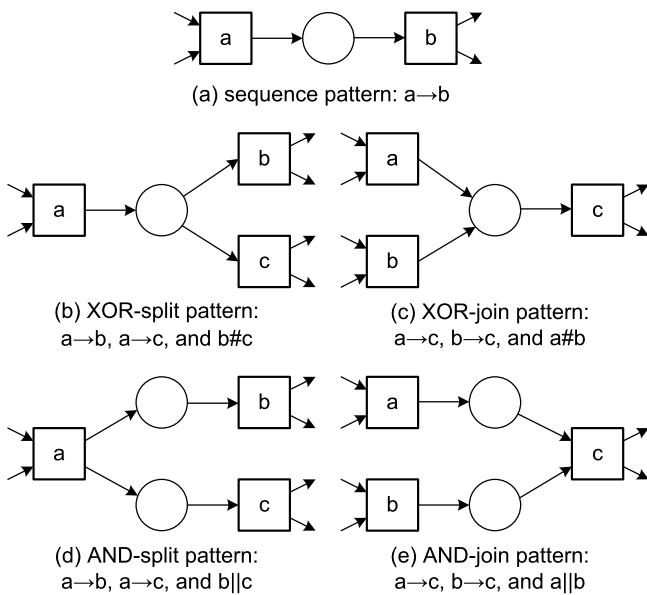 a b
(a) sequence pattern: a→b
b
a
c
(b) XOR-split pattern:
a→b, a→c, and b#c
a
c
b
(c) XOR-join pattern:
a→c, b→c, and a#b
b
a
c
(d) AND-split pattern:
a→b, a→c, and b||c
a
c
b
(e) AND-join pattern:
a→c, b→c, and a||b